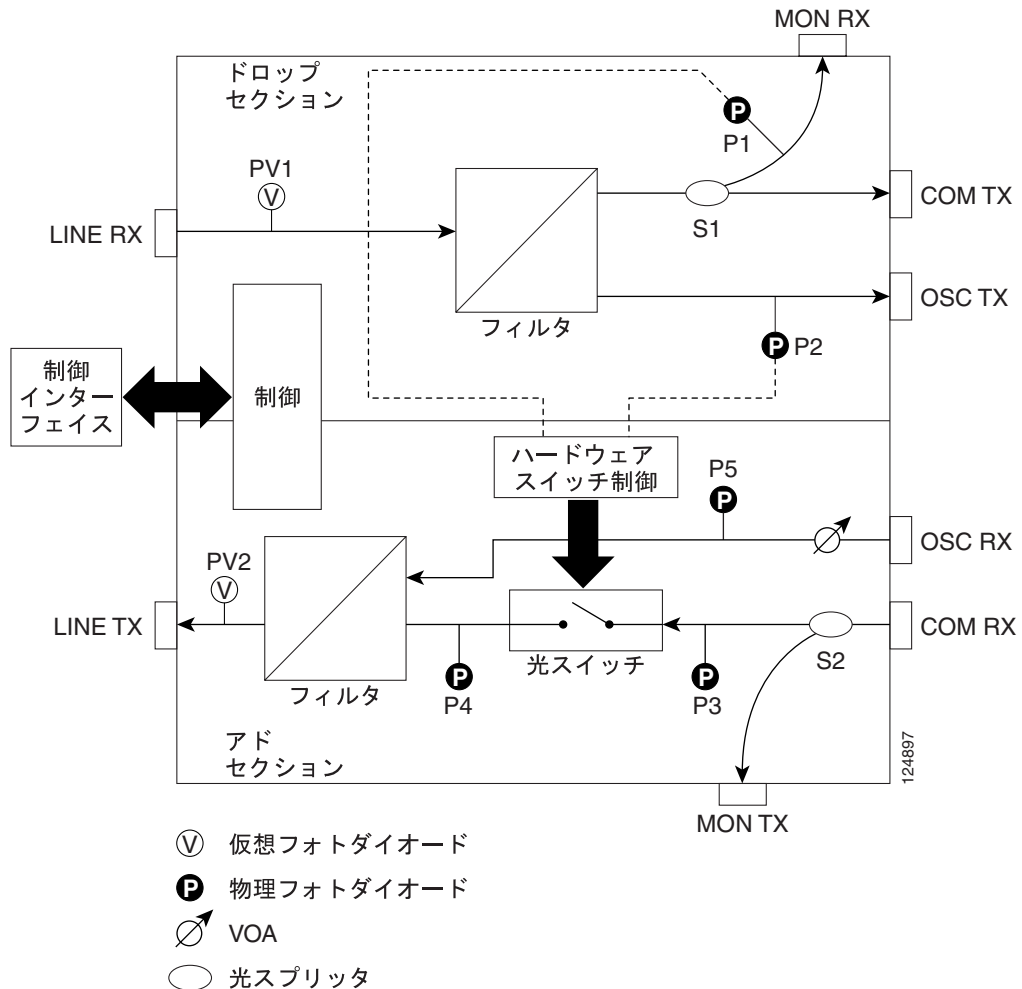 MON RX
ドロップ
セクション
P
P1
PV1
V
COM TX
LINE RX
S1
OSC TX
フィルタ
P
P2
制御
インター
フェイス
制御
ハードウェア
スイッチ制御
P5
P
OSC RX
PV2
V
LINE TX
COM RX
S2
光スイッチ
フィルタ
P
P4
P
P3
アド
セクション
124897
MON TX
V 仮想フォトダイオード
P 物理フォトダイオード
VOA
光スプリッタ